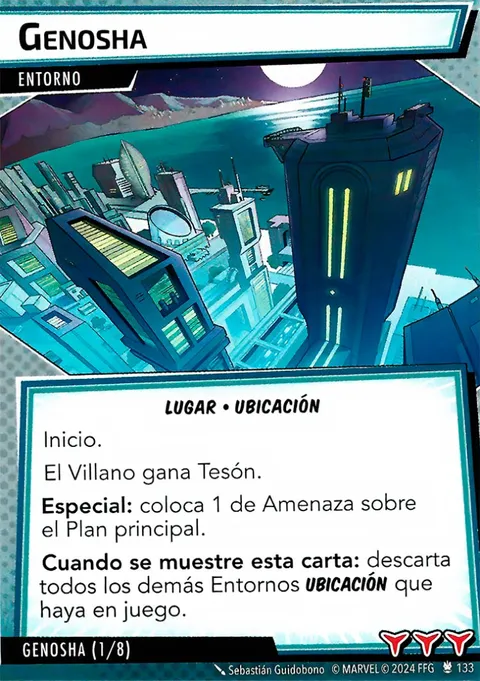 GENOSHA
ENTORNO
LUGAR • UBICACIÓN
Inicio.
El Villano gana Tesón.
Especial: coloca 1 de Amenaza sobre
el Plan principal.
Cuando se muestre esta carta: descarta
todos los demás Entornos UBICACIÓN que
haya en juego.
GENOSHA (1/8)
Sebastián Guidobono © MARVEL © 2024 FFG 133